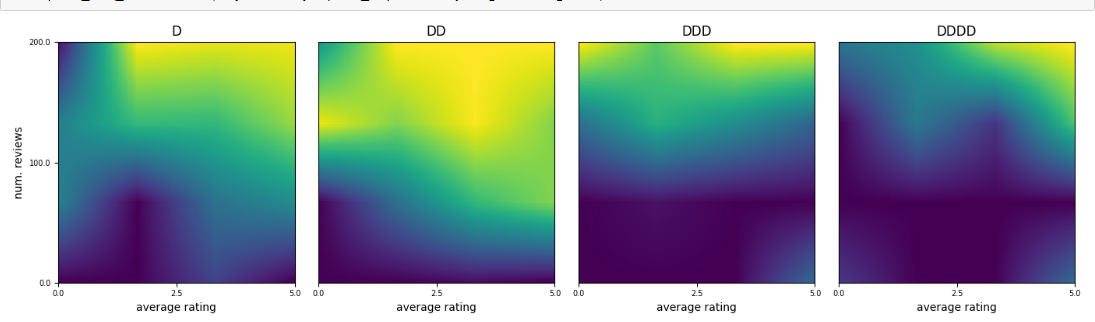 D DD DDD DDDD
200.0
100.0
0.0
num. reviews
0.0 2.5 5.0 0.0 2.5 5.0 0.0 2.5 5.0 0.0 2.5 5.0
average rating average rating average rating average rating